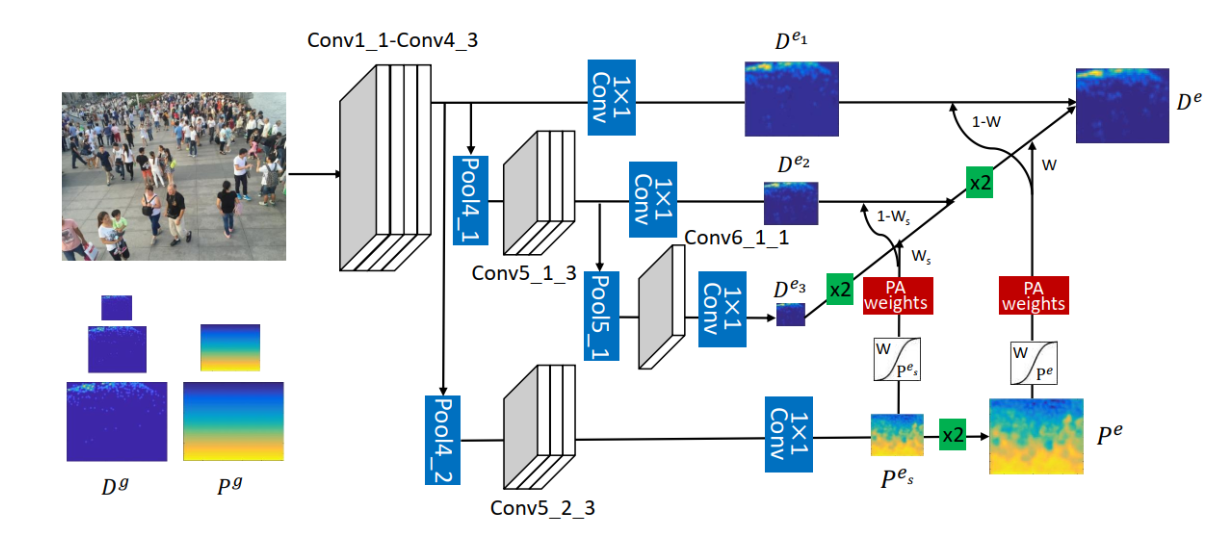 Conv1_1-Conv4_3
1×1
Conv
D^{e_1}
D^e
1-W
W
Pool4_1
Conv5_1_3
1×1
Conv
D^{e_2}
x2
1-W_s
W_s
Pool5_1
Conv6_1_1
1×1
Conv
D^{e_3}
x2
PA
weights
PA
weights
W
P^e_s
W
P^e
Pool4_2
Conv5_2_3
1×1
Conv
P^e_s
x2
P^e
D^g
P^g